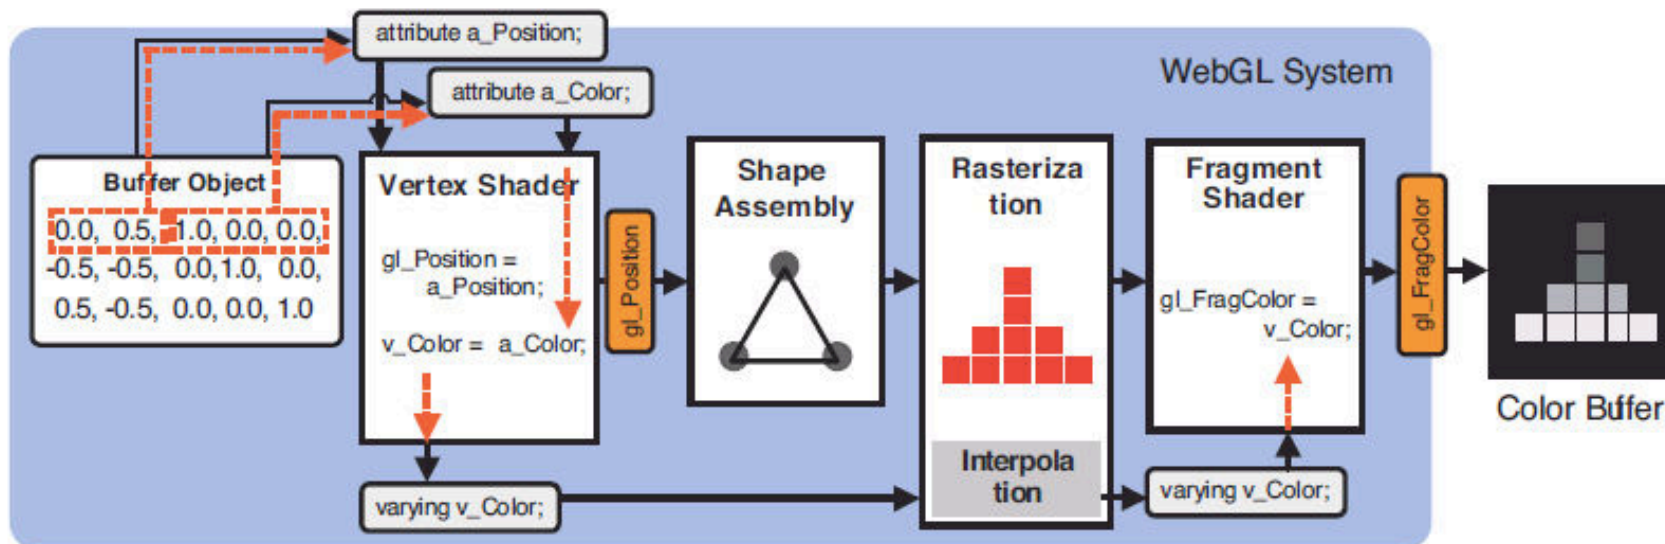 attribute a_Position;
WebGL System
attribute a_Color;
Buffer Object
0.0, 0.5, 1.0, 0.0, 0.0,
-0.5, -0.5, 0.0,1.0, 0.0,
0.5, -0.5, 0.0, 0.0, 1.0
Vertex Shader
gl_Position =
a_Position;
v_Color = a_Color;
gl_Position
Shape
Assembly
Rasteriza
tion
Interpola
tion
Fragment
Shader
gl_FragColor =
v_Color;
gl_FragColor
Color Buffer
varying v_Color;
varying v_Color;